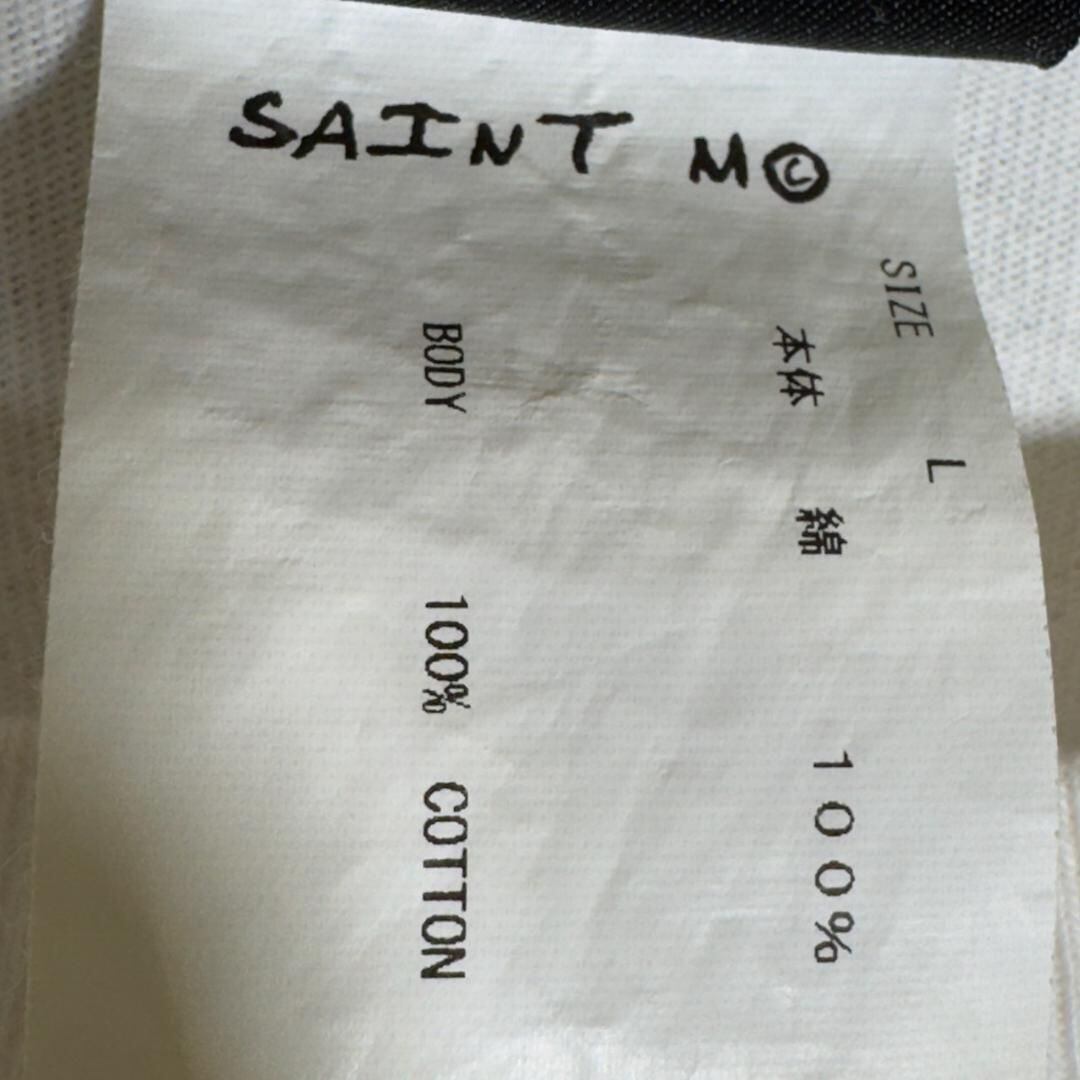 SAINT M©
SIZE L
本体 綿 100%
BODY 100% COTTON